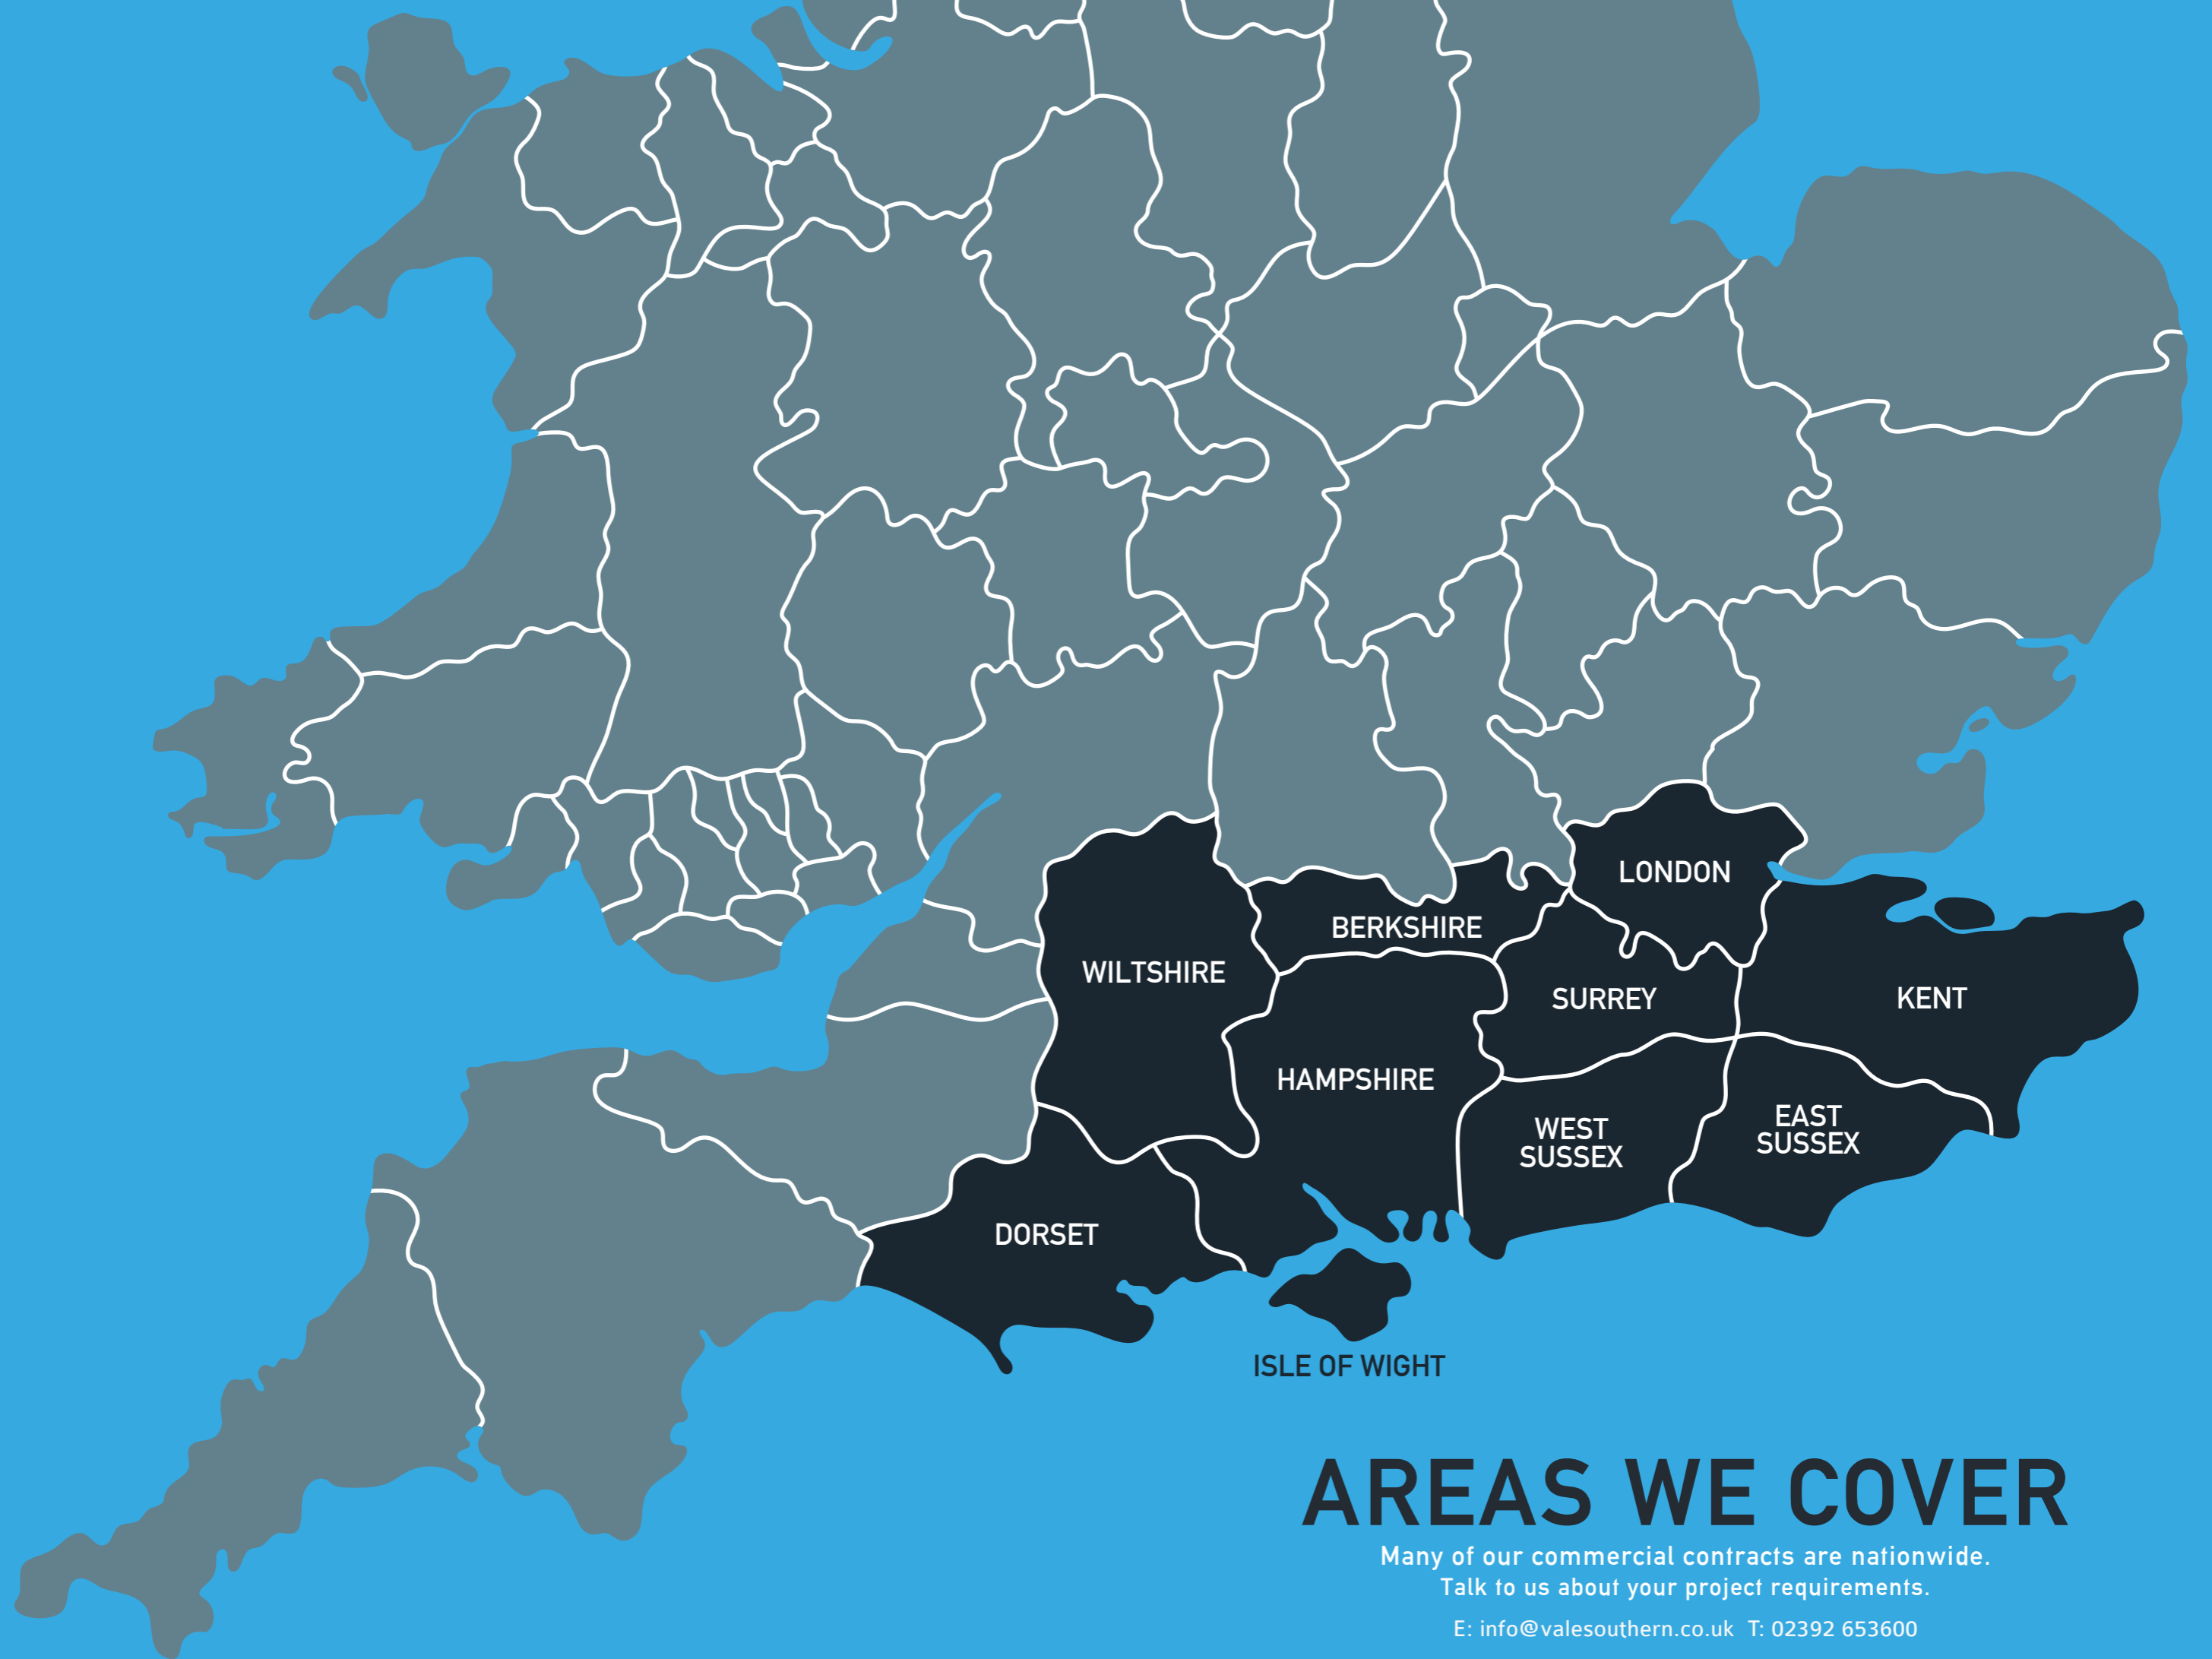 LONDON
BERKSHIRE
WILTSHIRE
SURREY
KENT
HAMPSHIRE
WEST
SUSSEX
EAST
SUSSEX
DORSET
ISLE OF WIGHT
AREAS WE COVER
Many of our commercial contracts are nationwide.
Talk to us about your project requirements.
E: info@valesouthern.co.uk T: 02392 653600